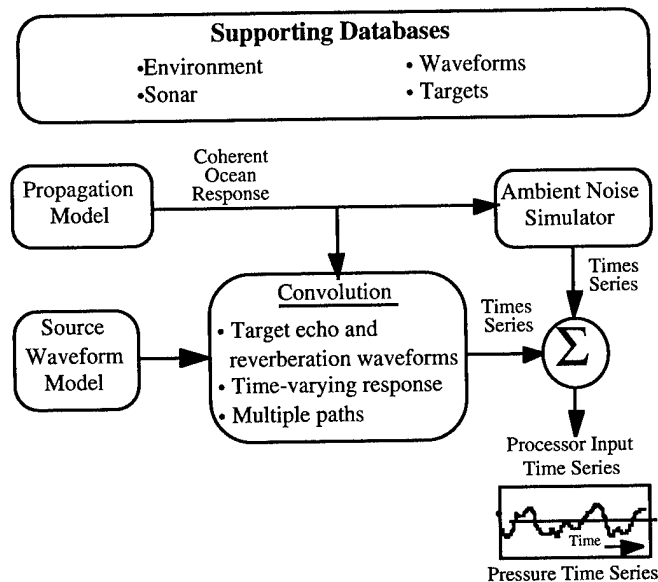 Supporting Databases
•Environment
• Waveforms
•Sonar
• Targets
Coherent
Ocean
Response
Propagation
Model
Ambient Noise
Simulator
Times
Series
Convolution
• Target echo and
reverberation waveforms
• Time-varying response
• Multiple paths
Source
Waveform
Model
Times
Series
Σ
Processor Input
Time Series
Time
Pressure Time Series